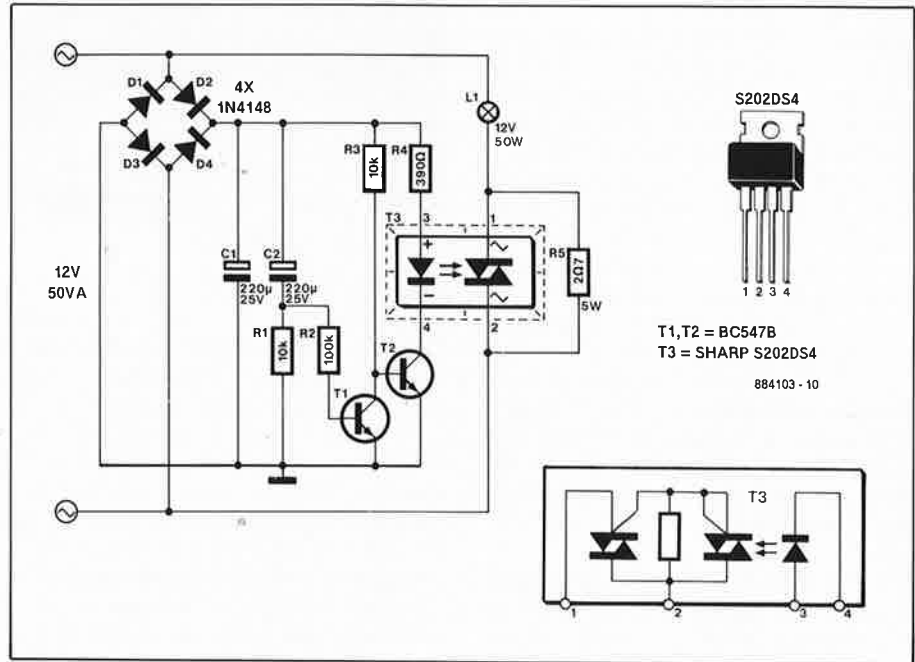 D1
D2
4X
1N4148
D3
D4
12V
50VA
C1
220µ
25V
C2
220µ
25V
R1
10k
R2
100k
R3
10k
R4
390Ω
T1
T2
T3
3
1
+
−
4
2
L1
12V
50W
R5
2Ω7
5W
S202DS4
1 2 3 4
T1,T2 = BC547B
T3 = SHARP S202DS4
884103 - 10
T3
1
2
3
4